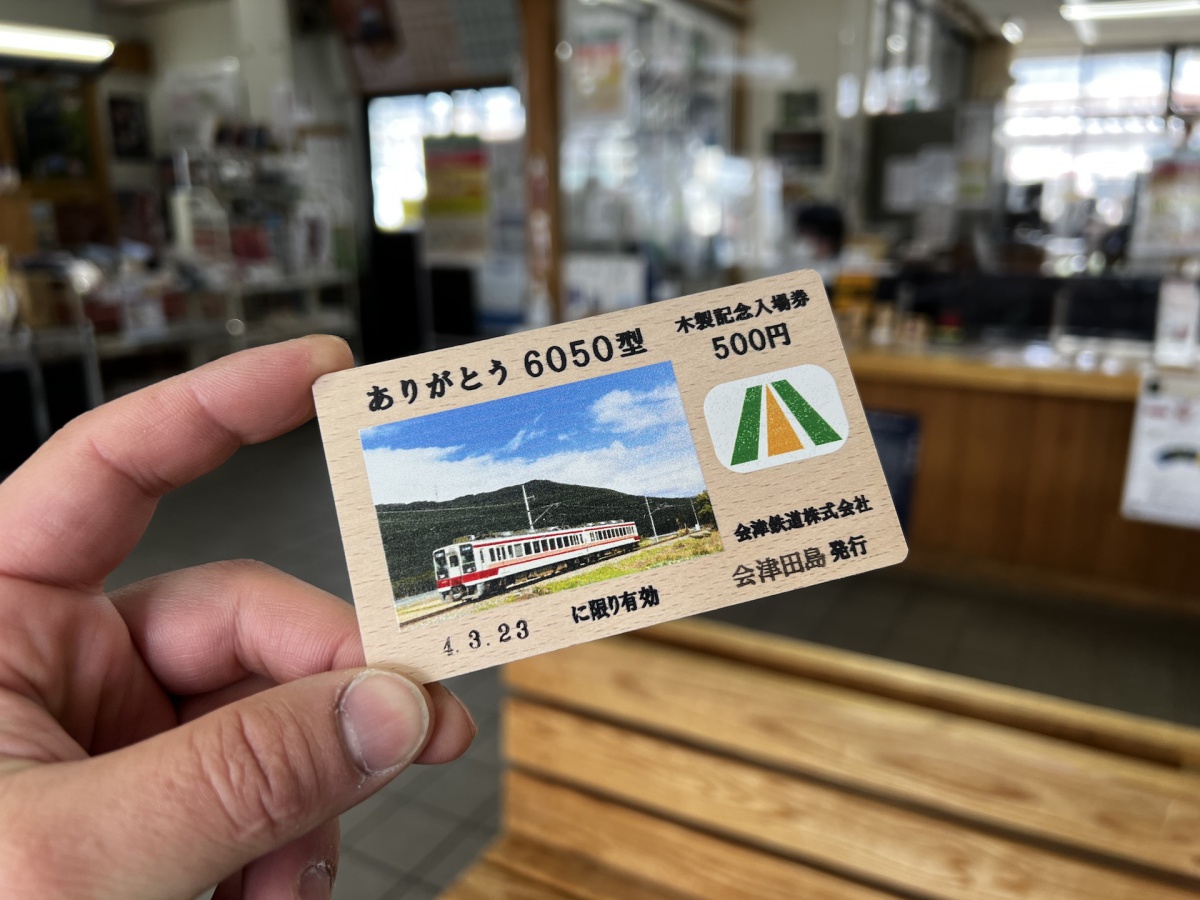 ありがとう 6050型
木製記念入場券
500円
会津鉄道株式会社
会津田島 発行
4.3.23 に限り有効